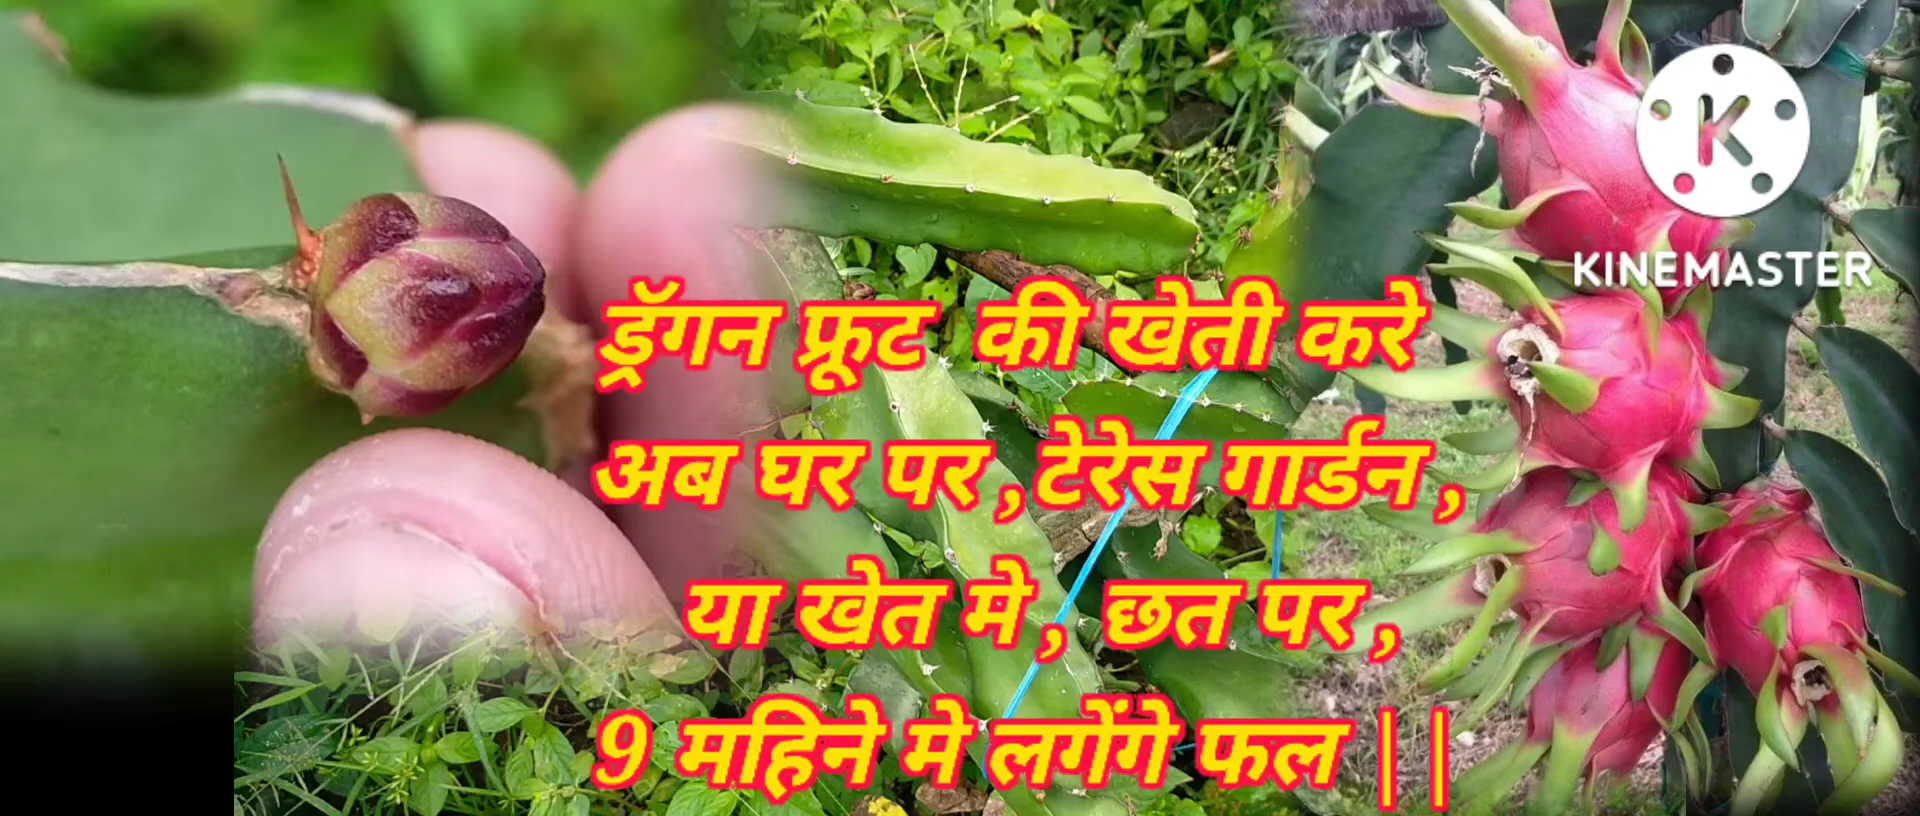 ड्रॅगन फ्रूट की खेती करे
अब घर पर ,टेरेस गार्डन ,
या खेत मे , छत पर ,
9 महिने मे लगेंगे फल ||
KINEMASTER